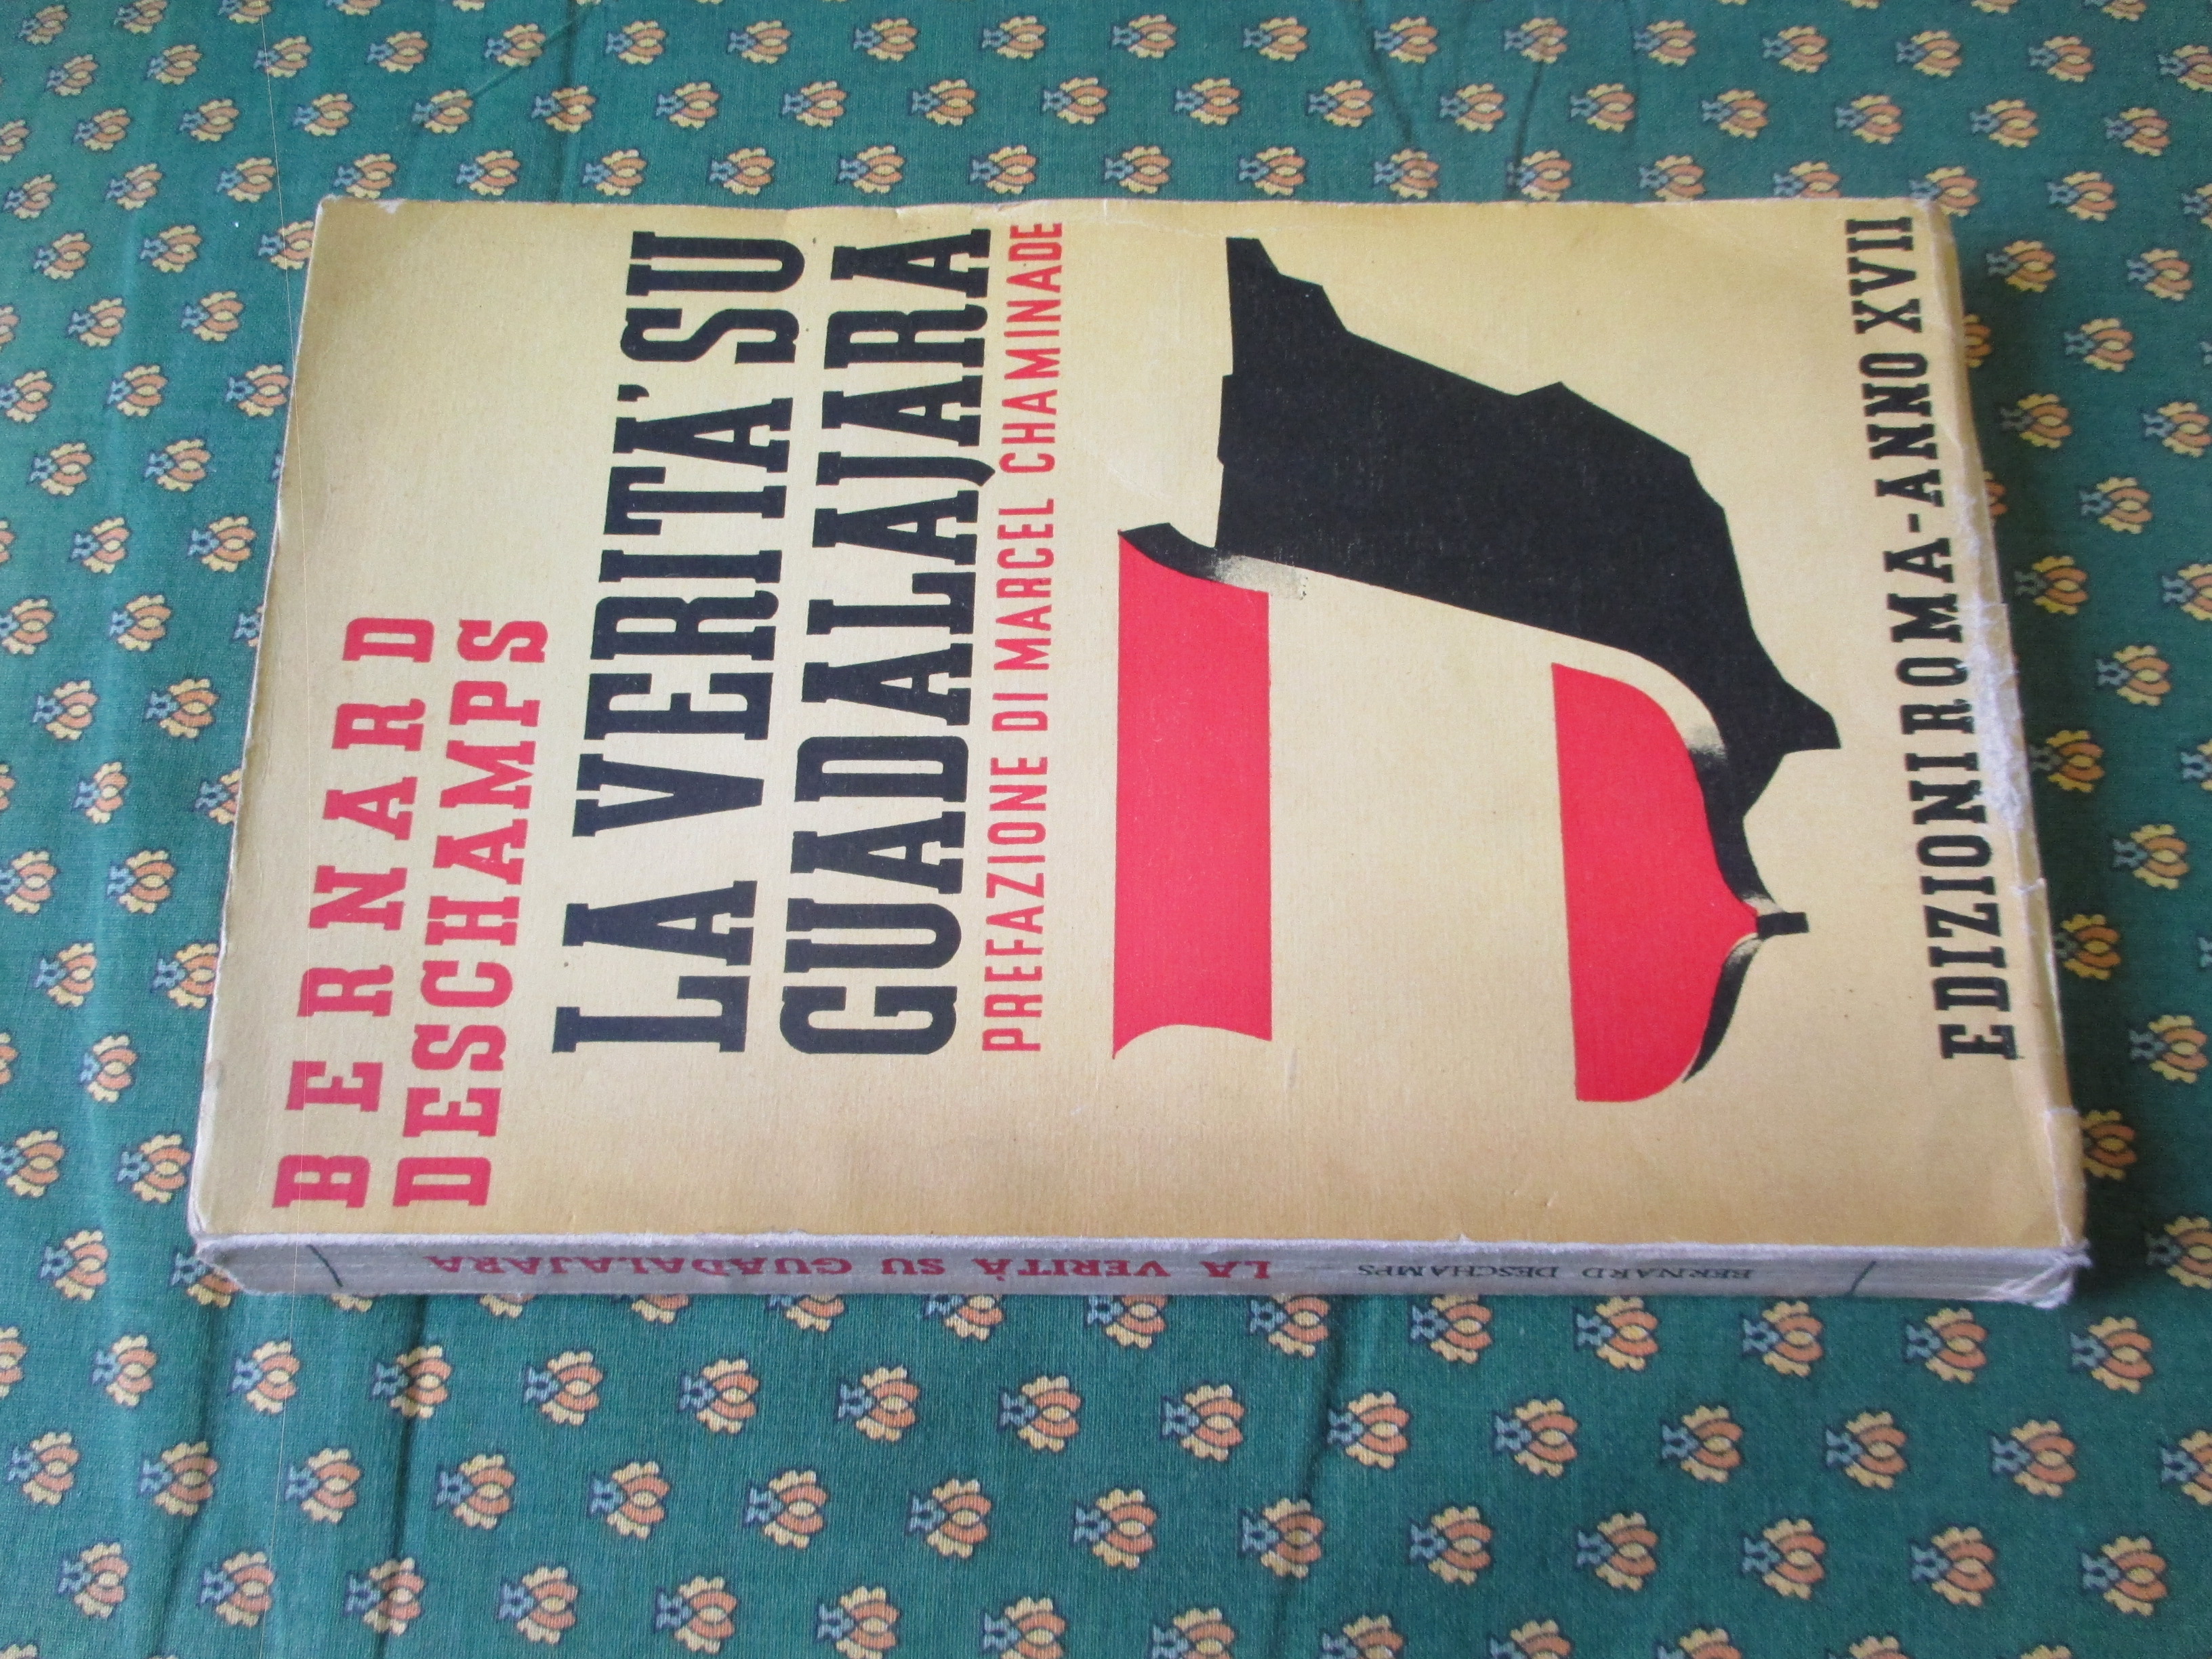 BERNARD
DESCHAMPS
LA VERITA' SU
GUADALAJARA
PREFAZIONE DI MARCEL CHAMINADE
EDIZIONI ROMA-ANNO XVII
BERNARD DESCHAMPS - LA VERITÀ SU GUADALAJARA